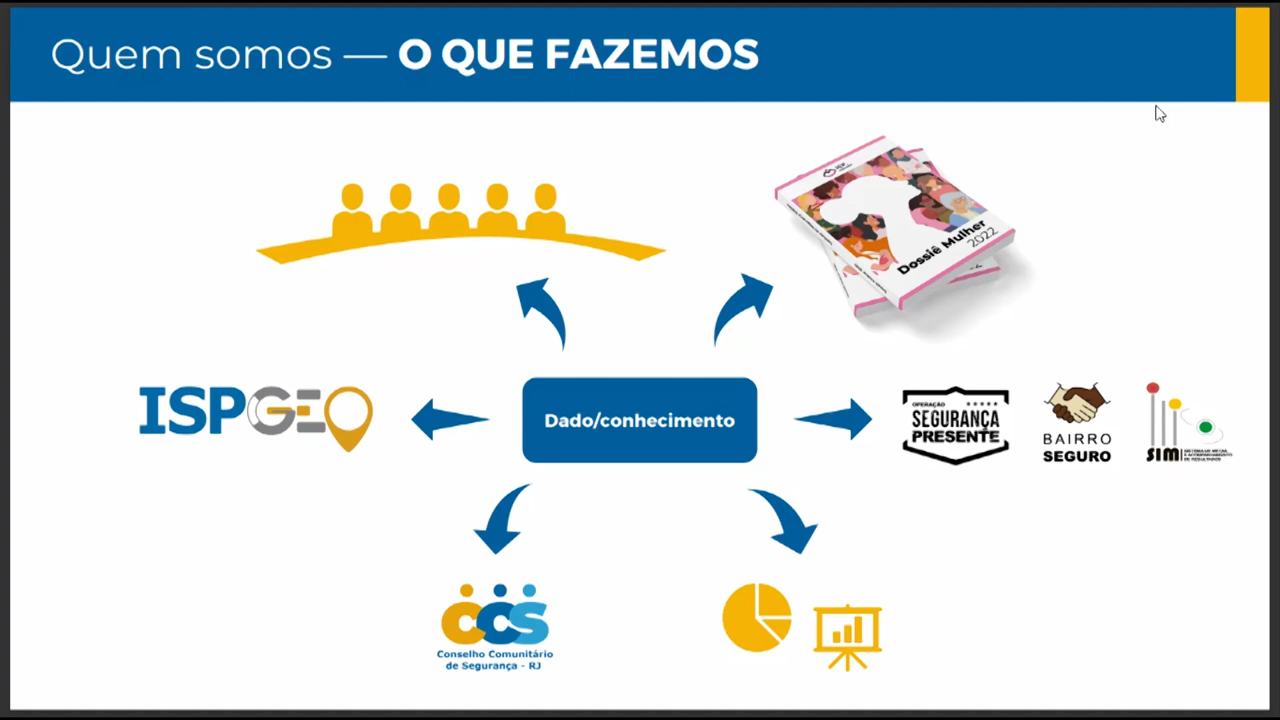 Quem somos — O QUE FAZEMOS
Dossiê Mulher
2022
ISPGEO
Dado/conhecimento
OPERAÇÃO
SEGURANÇA
PRESENTE
BAIRRO
SEGURO
SIM
CCS
Conselho Comunitário
de Segurança - RJ